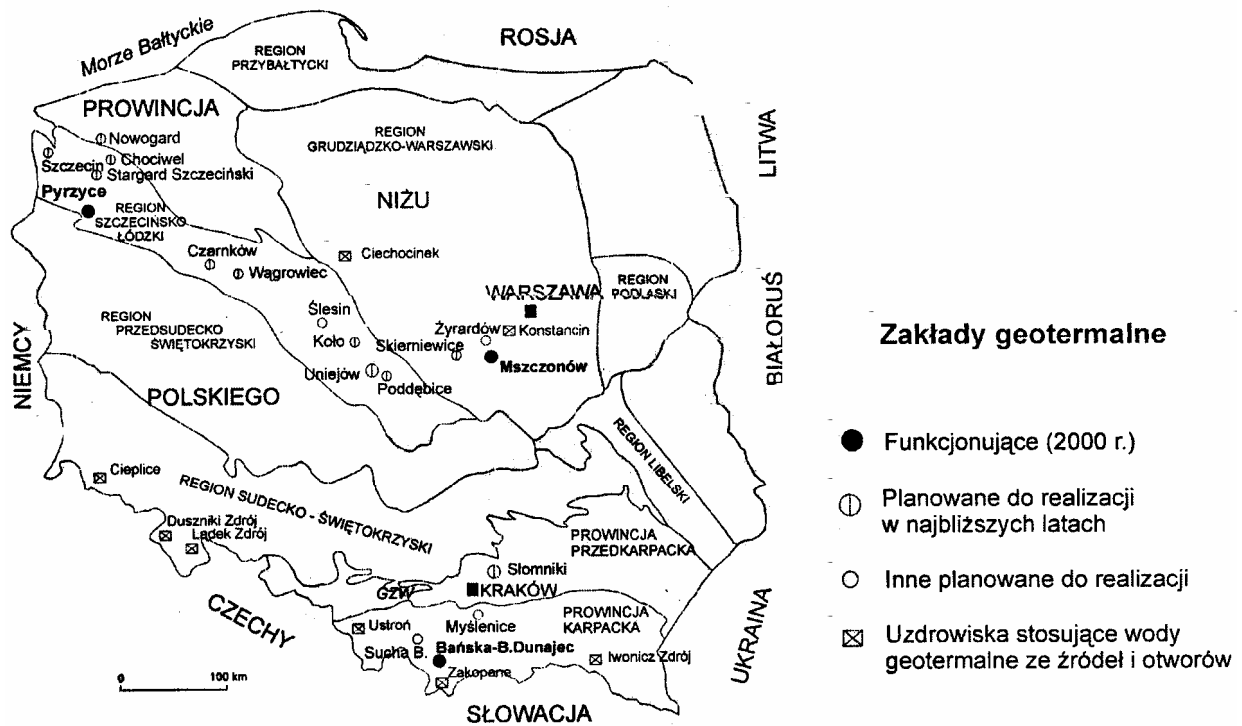 Morze Bałtyckie
ROSJA
REGION
PRZYBAŁTYCKI
PROWINCJA
LITWA
REGION
GRUDZIĄDZKO-WARSZAWSKI
Nowogard
Szczecin
Chociwel
Stargard Szczeciński
Pyrzyce
REGION
SZCZECIŃSKO
ŁÓDZKI
NIŻU
Czarnków
Wągrowiec
Ciechocinek
REGION
PODLASKI
BIAŁORUŚ
WARSZAWA
Ślesin
Żyrardów
Konstancin
REGION
PRZEDSUDECKO
ŚWIĘTOKRZYSKI
Koło
Skierniewice
Mszczonów
Uniejów
Poddębice
NIEMCY
POLSKIEGO
REGION LIBELSKI
Cieplice
REGION SUDECKO - ŚWIĘTOKRZYSKI
Duszniki Zdrój
Lądek Zdrój
PROWINCJA
PRZEDKARPACKA
Słomniki
GZW
KRAKÓW
CZECHY
Ustroń
Myślenice
PROWINCJA
KARPACKA
Sucha B.
Bańska-B.Dunajec
Iwonicz Zdrój
Zakopane
UKRAINA
0 100 km
SŁOWACJA
Zakłady geotermalne
Funkcjonujące (2000 r.)
Planowane do realizacji
w najbliższych latach
Inne planowane do realizacji
Uzdrowiska stosujące wody
geotermalne ze źródeł i otworów